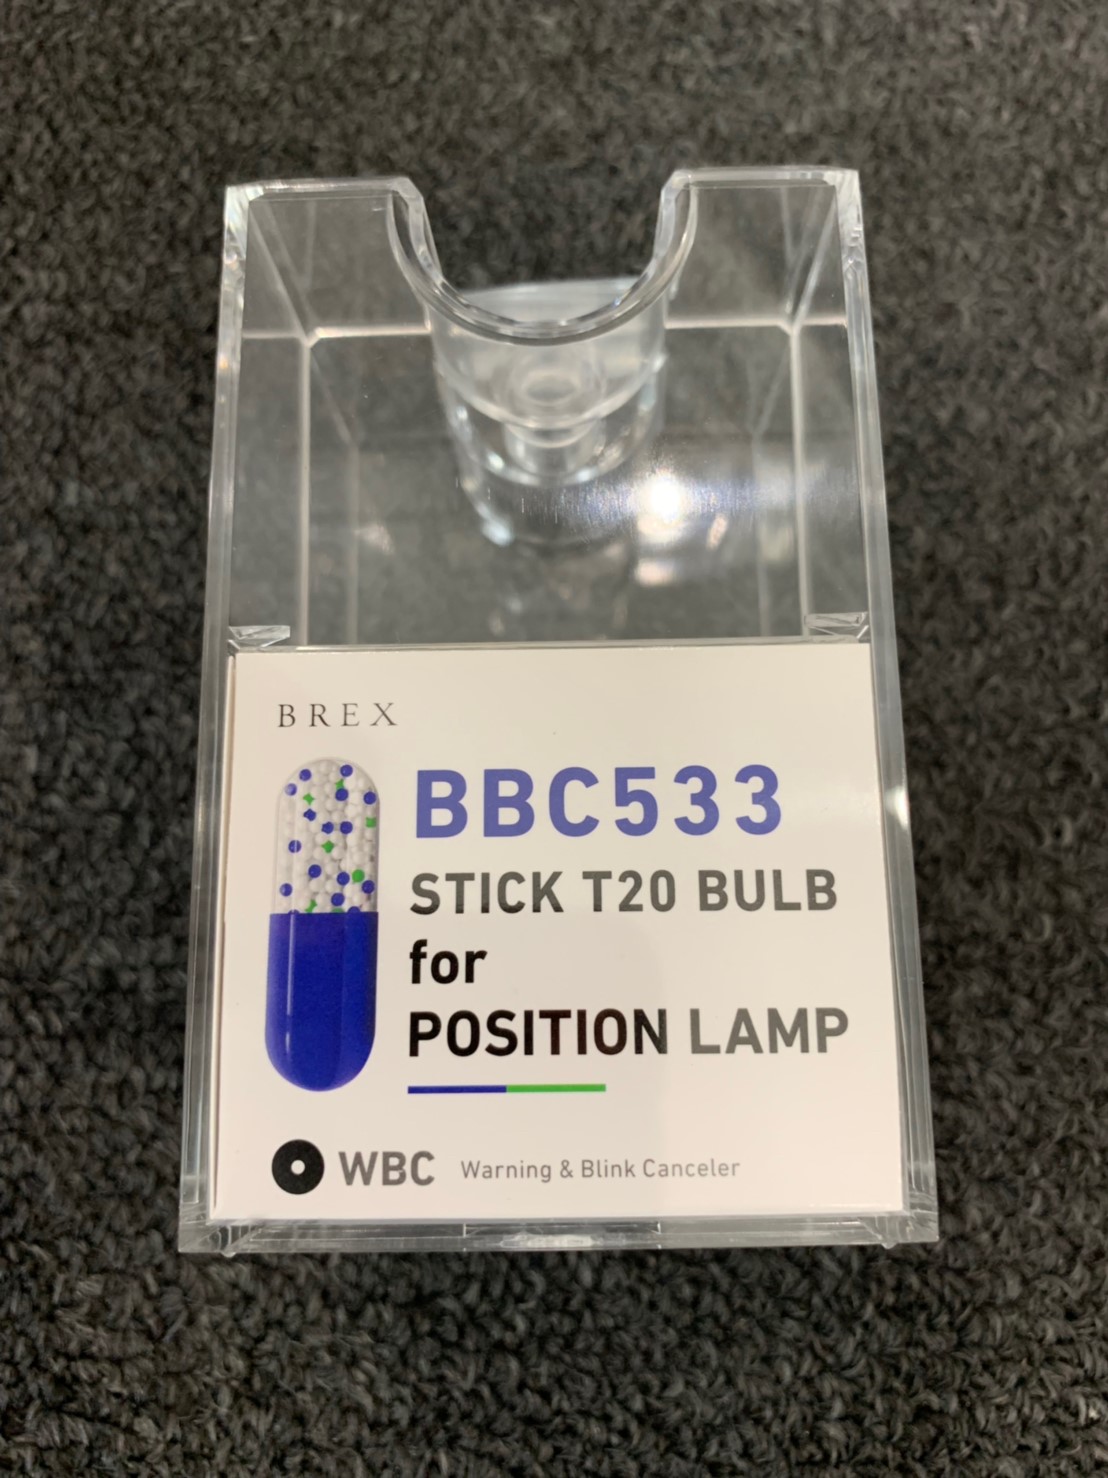 BREX
BBC533
STICK T20 BULB
for
POSITION LAMP
WBC Warning & Blink Canceler